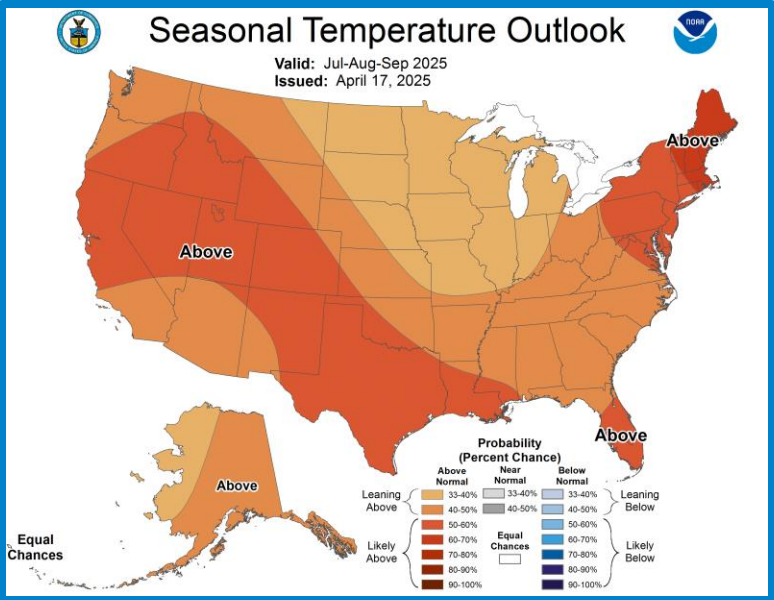 Seasonal Temperature Outlook
NOAA
Valid: Jul-Aug-Sep 2025
Issued: April 17, 2025
Above
Above
Above
Above
Equal
Chances
Probability
(Percent Chance)
Above
Normal
Near
Normal
Below
Normal
Leaning
Above
33-40%
40-50%
33-40%
40-50%
33-40%
40-50%
Leaning
Below
Likely
Above
50-60%
60-70%
70-80%
80-90%
90-100%
Equal
Chances
50-60%
60-70%
70-80%
80-90%
90-100%
Likely
Below